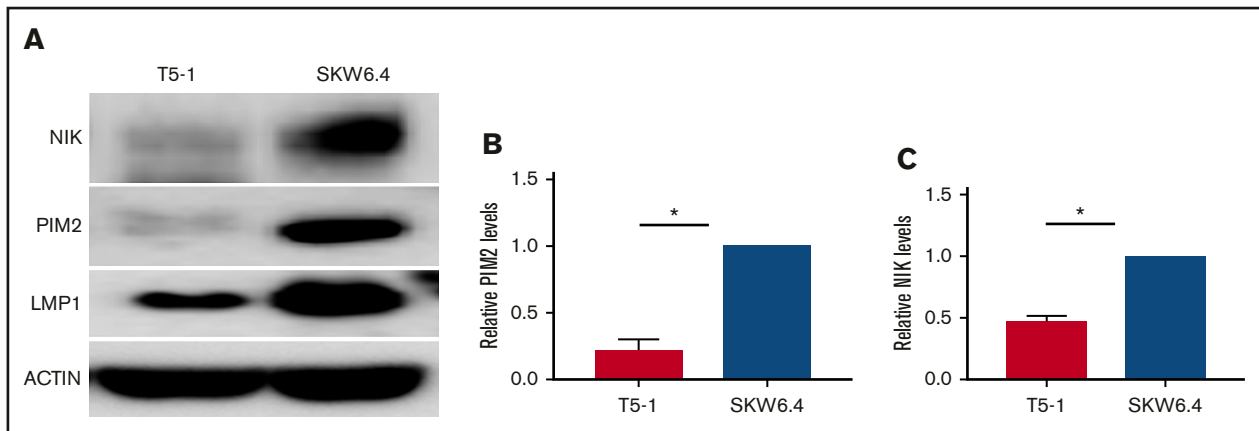 A
T5-1 SKW6.4
NIK
PIM2
LMP1
ACTIN
B
Relative PIM2 levels
1.5
1.0
0.5
0.0
*
T5-1 SKW6.4
C
Relative NIK levels
1.5
1.0
0.5
0.0
*
T5-1 SKW6.4